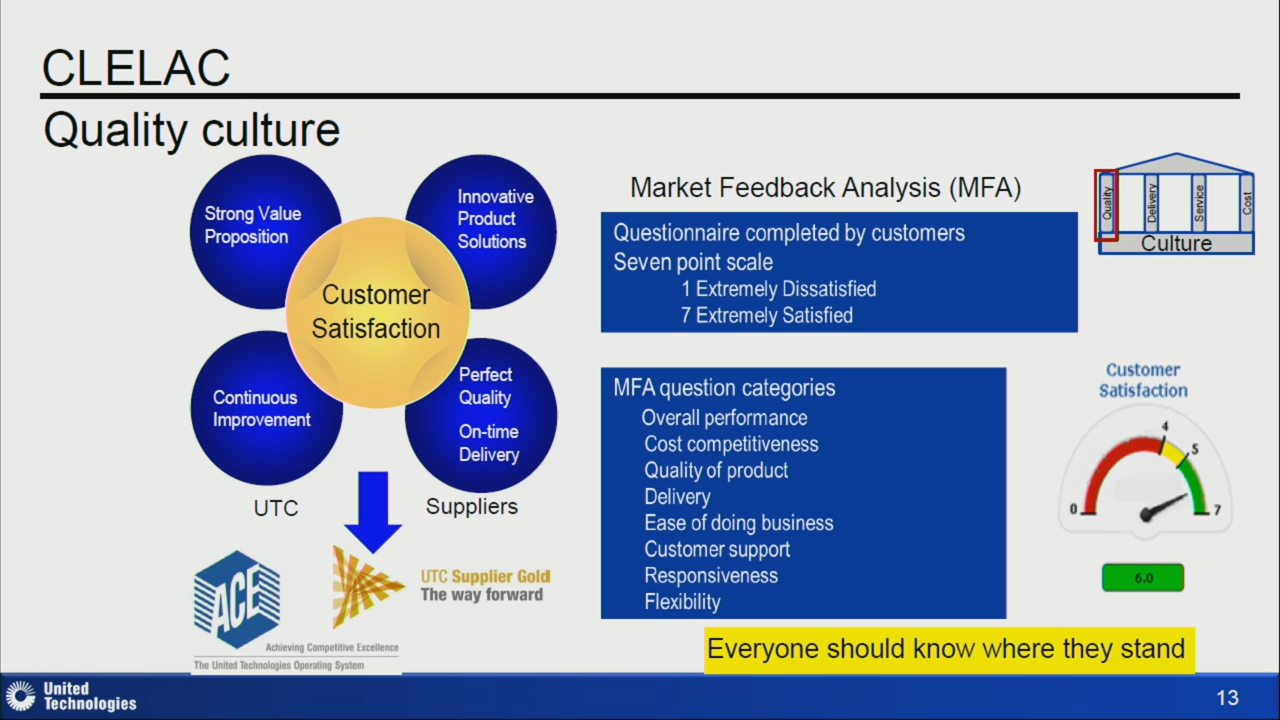 CLELAC
Quality culture
Strong Value
Proposition
Innovative
Product
Solutions
Customer
Satisfaction
Continuous
Improvement
Perfect
Quality
On-time
Delivery
UTC
Suppliers
ACE
Achieving Competitive Excellence
The United Technologies Operating System
UTC Supplier Gold
The way forward
Market Feedback Analysis (MFA)
Questionnaire completed by customers
Seven point scale
1 Extremely Dissatisfied
7 Extremely Satisfied
MFA question categories
Overall performance
Cost competitiveness
Quality of product
Delivery
Ease of doing business
Customer support
Responsiveness
Flexibility
Quality
Delivery
Service
Cost
Culture
Customer
Satisfaction
4
5
0
7
6.0
Everyone should know where they stand
United
Technologies
13